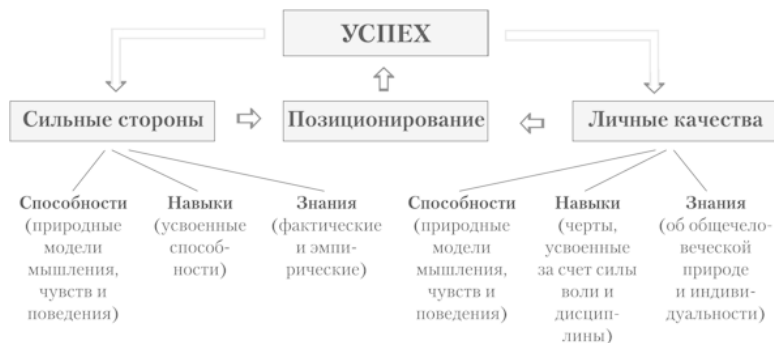 УСПЕХ
Сильные стороны
Позиционирование
Личные качества
Способности
(природные
модели
мышления,
чувств и
поведения)
Навыки
(усвоенные
способ-
ности)
Знания
(фактические
и эмпи-
рические)
Способности
(природные
модели
мышления,
чувств и
поведения)
Навыки
(черты,
усвоенные
за счет силы
воли и
дисцип-
лины)
Знания
(об общечело-
веческой
природе
и индиви-
дуальности)